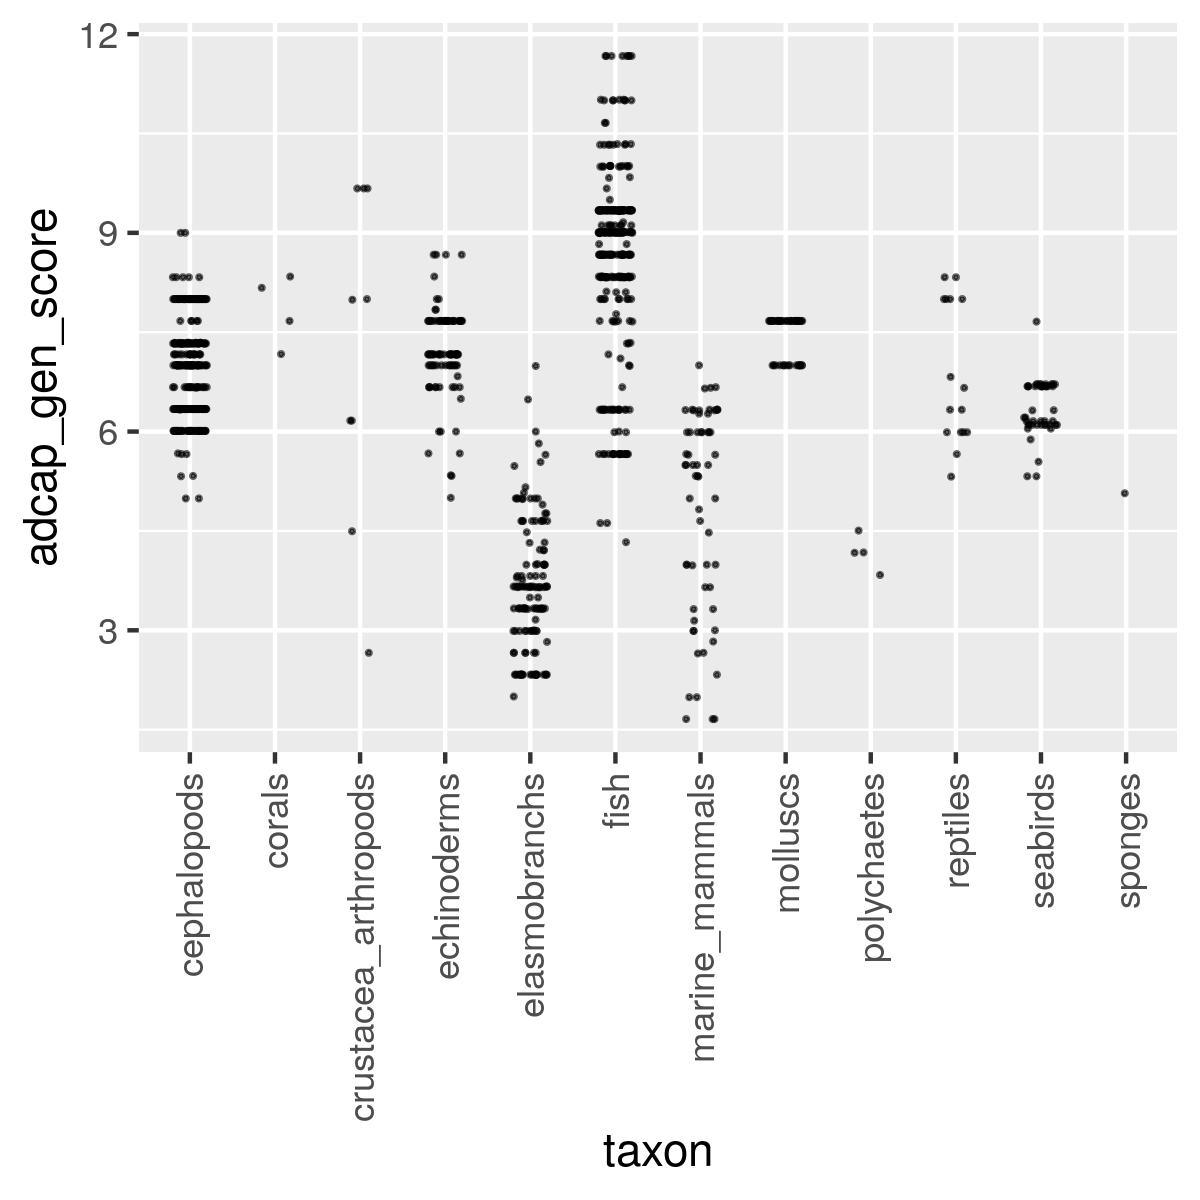 adcap_gen_score
12
9
6
3
cephalopods
corals
crustacea_arthropods
echinoderms
elasmobranchs
fish
marine_mammals
molluscs
polychaetes
reptiles
seabirds
sponges
taxon